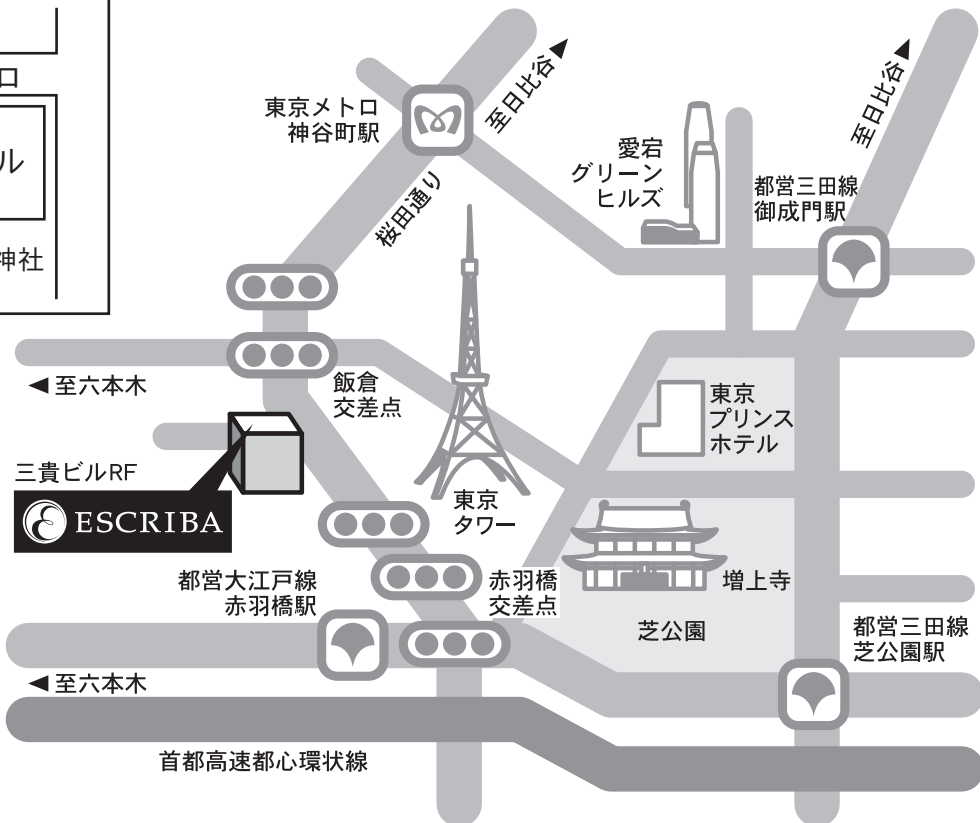 ロ
ル
神社
東京メトロ
神谷町駅
至日比谷▲
至日比谷▲
桜田通り
愛宕
グリーン
ヒルズ
都営三田線
御成門駅
◀ 至六本木
飯倉
交差点
東京
プリンス
ホテル
三貴ビルRF
ESCRIBA
東京
タワー
都営大江戸線
赤羽橋駅
赤羽橋
交差点
増上寺
芝公園
都営三田線
芝公園駅
◀ 至六本木
首都高速都心環状線